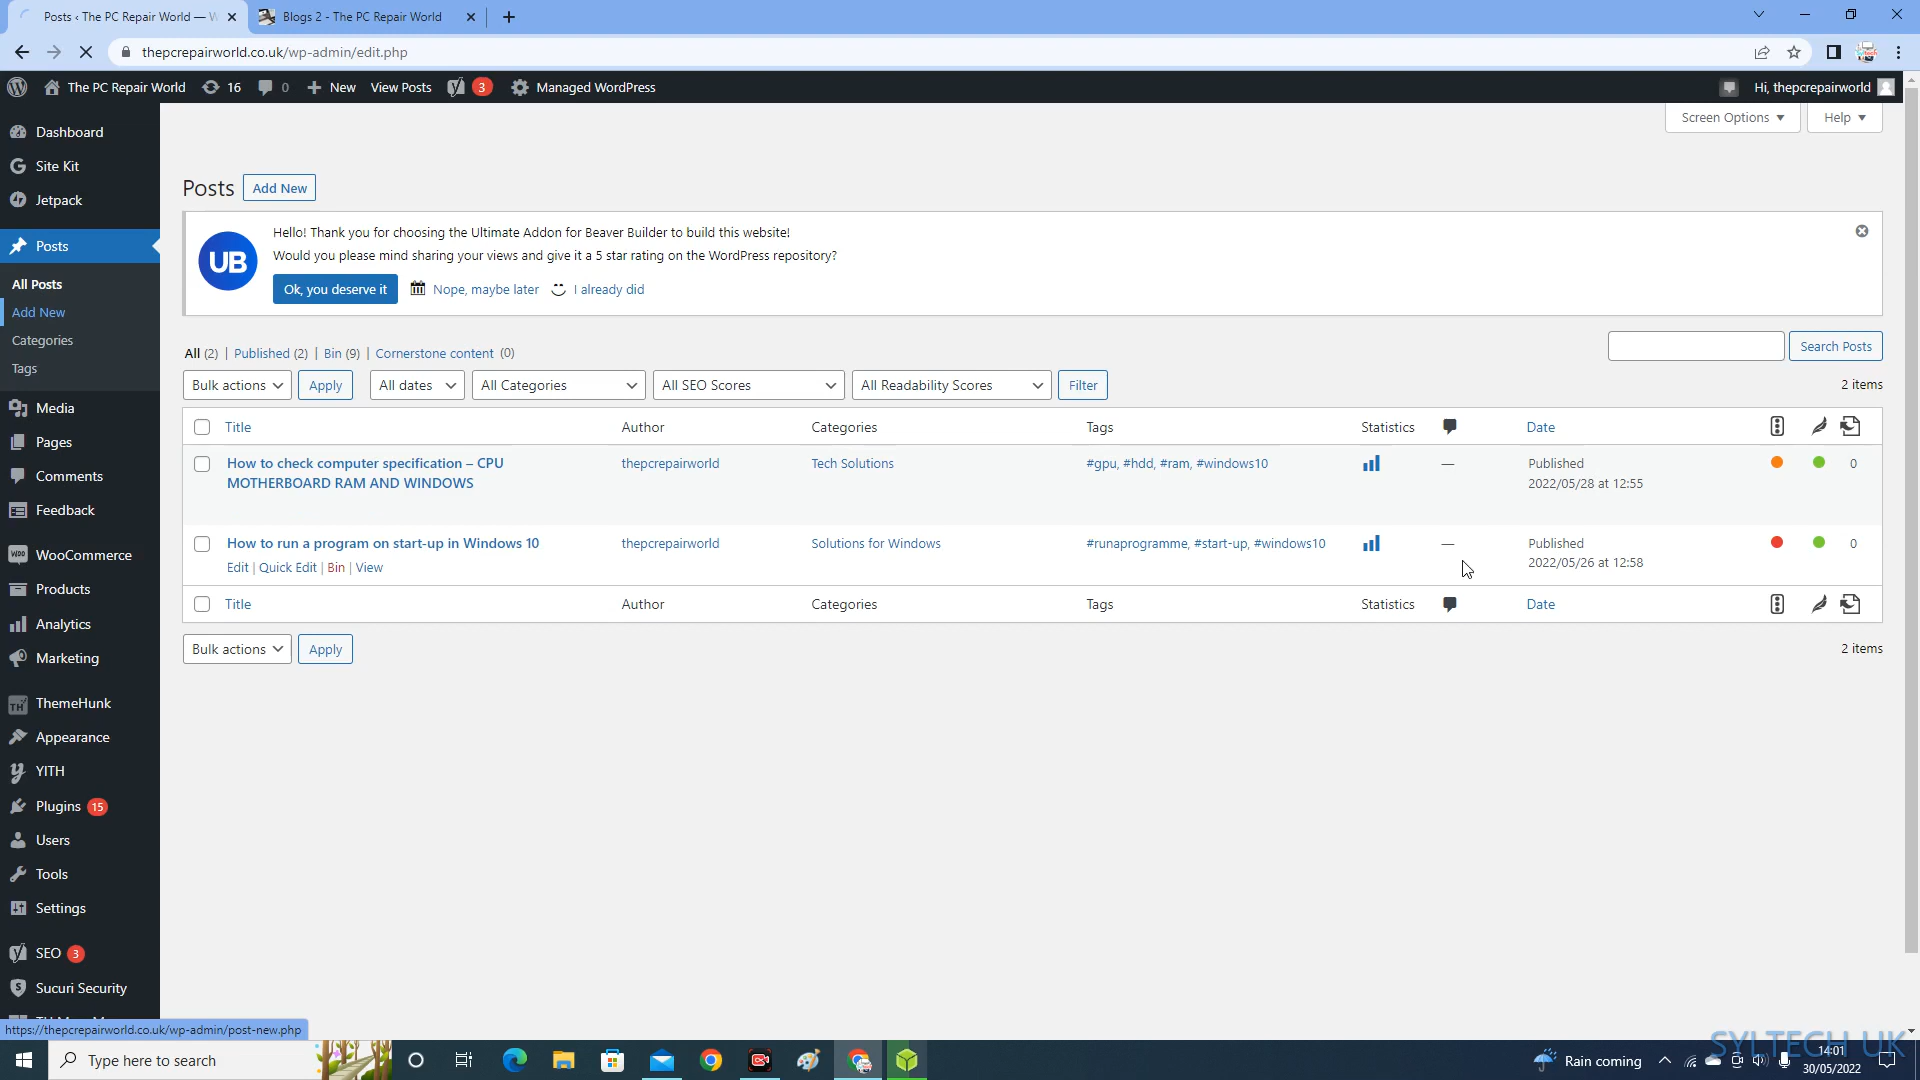 Posts ‹ The PC Repair World — W
Blogs 2 - The PC Repair World
thepcrepairworld.co.uk/wp-admin/edit.php
The PC Repair World
16
0
New
View Posts
3
Managed WordPress
Hi, thepcrepairworld
Dashboard
Site Kit
Jetpack
Posts
All Posts
Add New
Categories
Tags
Media
Pages
Comments
Feedback
WooCommerce
Products
Analytics
Marketing
ThemeHunk
Appearance
YITH
Plugins 15
Users
Tools
Settings
SEO 3
Sucuri Security
https://thepcrepairworld.co.uk/wp-admin/post-new.php
Screen Options
Help
Posts
Add New
UB
Hello! Thank you for choosing the Ultimate Addon for Beaver Builder to build this website!
Would you please mind sharing your views and give it a 5 star rating on the WordPress repository?
Ok, you deserve it
Nope, maybe later
I already did
All (2) | Published (2) | Bin (9) | Cornerstone content (0)
Search Posts
Bulk actions
Apply
All dates
All Categories
All SEO Scores
All Readability Scores
Filter
2 items
Title Author Categories Tags Statistics Date
How to check computer specification – CPU thepcrepairworld Tech Solutions #gpu, #hdd, #ram, #windows10 — Published 0
MOTHERBOARD RAM AND WINDOWS 2022/05/28 at 12:55
How to run a program on start-up in Windows 10 thepcrepairworld Solutions for Windows #runaprogramme, #start-up, #windows10 — Published 0
Edit | Quick Edit | Bin | View 2022/05/26 at 12:58
Title Author Categories Tags Statistics Date
Bulk actions
Apply
2 items
SYLTECH UK
Type here to search
Rain coming
14:01
30/05/2022